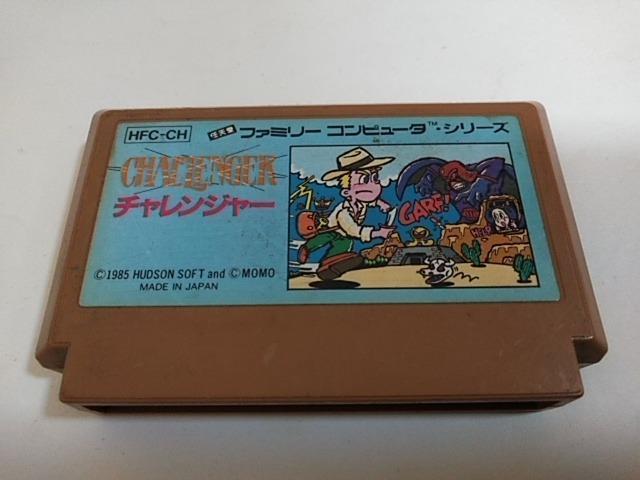 HFC-CH
任天堂 ファミリー コンピュータ™・シリーズ
CHALLENGER
チャレンジャー
GARF!
HELP
©1985 HUDSON SOFT and ©MOMO
MADE IN JAPAN